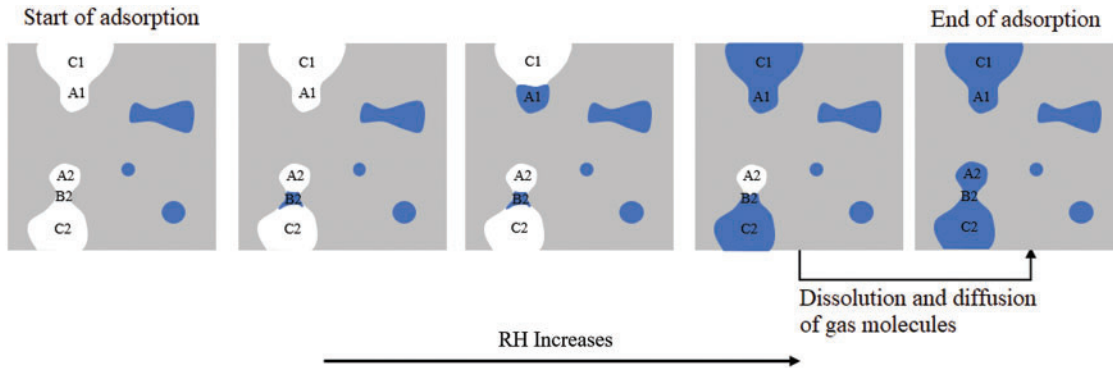 Start of adsorption
End of adsorption
C1
C1
C1
C1
C1
A1
A1
A1
A1
A1
A2
A2
A2
A2
A2
B2
B2
B2
B2
B2
C2
C2
C2
C2
C2
Dissolution and diffusion
of gas molecules
RH Increases